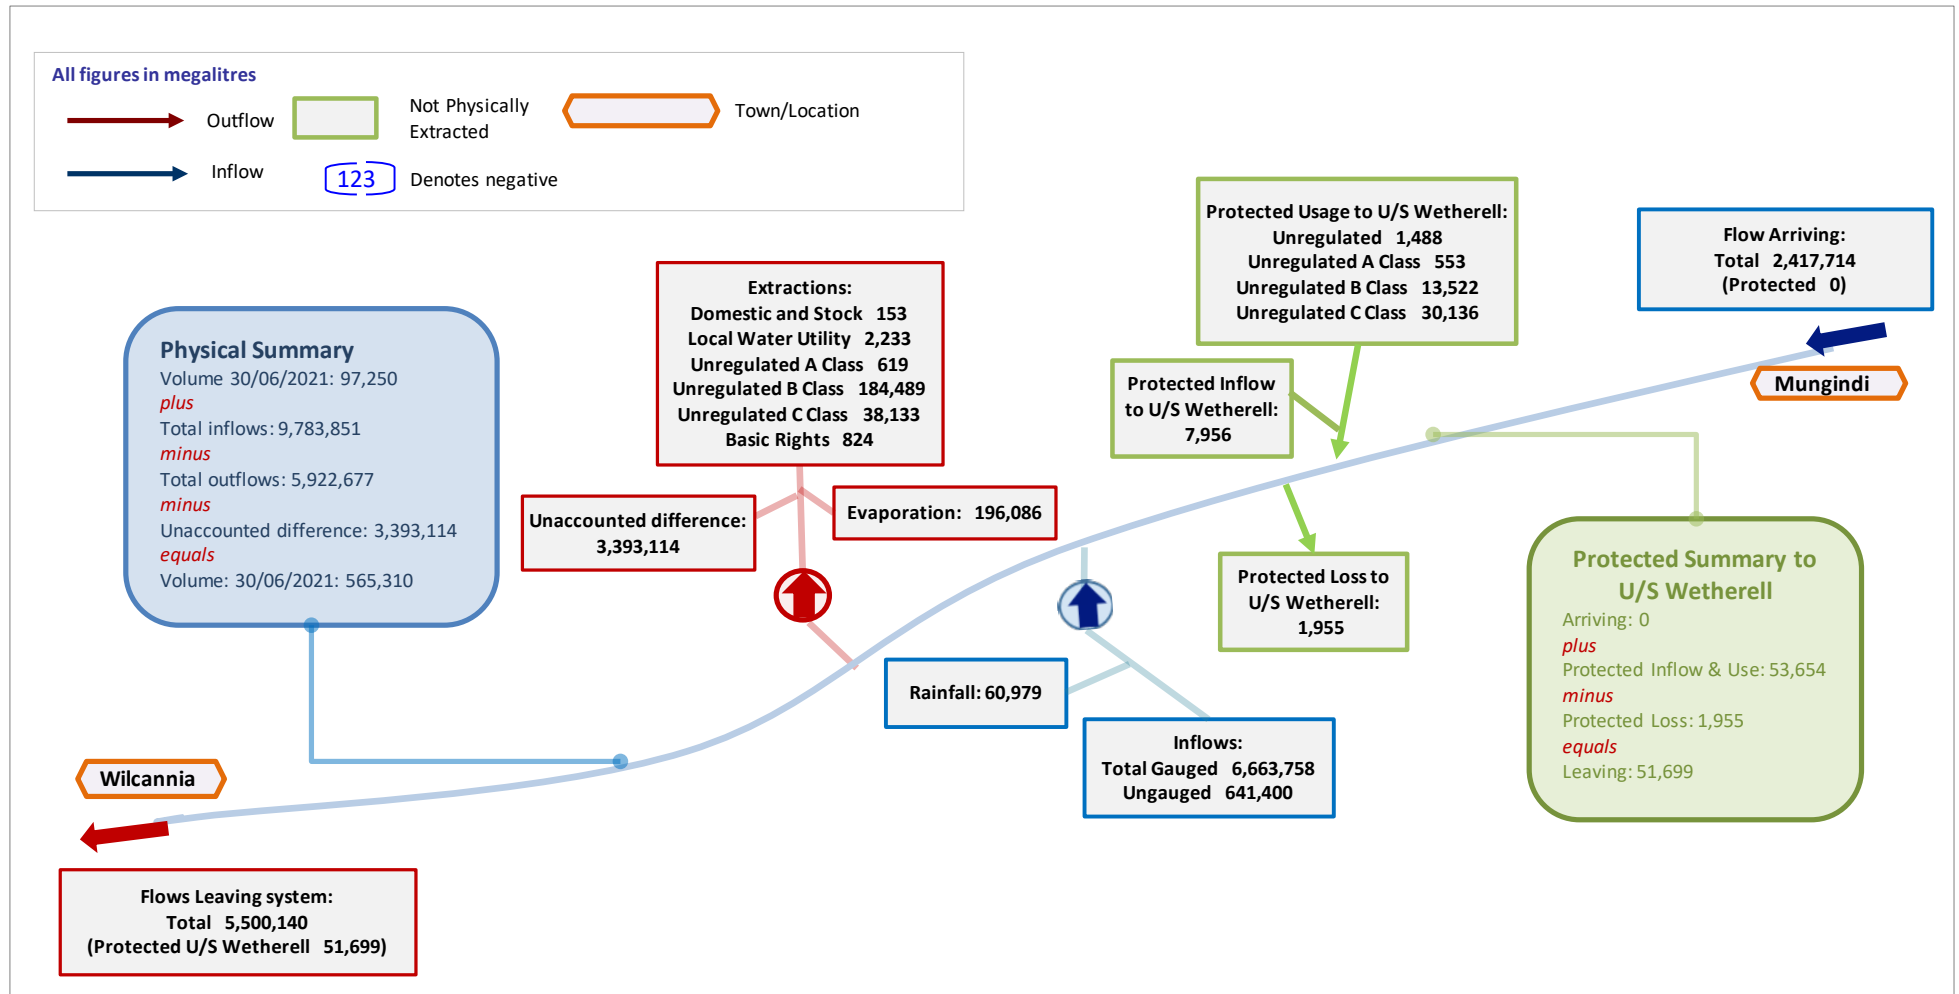 All figures in megalitres
Outflow
Not Physically
Extracted
Town/Location
Inflow
123
Denotes negative
Protected Usage to U/S Wetherell:
Unregulated 1,488
Unregulated A Class 553
Unregulated B Class 13,522
Unregulated C Class 30,136
Flow Arriving:
Total 2,417,714
(Protected 0)
Extractions:
Domestic and Stock 153
Local Water Utility 2,233
Unregulated A Class 619
Unregulated B Class 184,489
Unregulated C Class 38,133
Basic Rights 824
Physical Summary
Volume 30/06/2021: 97,250
plus
Total inflows: 9,783,851
minus
Total outflows: 5,922,677
minus
Unaccounted difference: 3,393,114
equals
Volume: 30/06/2021: 565,310
Protected Inflow
to U/S Wetherell:
7,956
Mungindi
Unaccounted difference:
3,393,114
Evaporation: 196,086
Protected Loss to
U/S Wetherell:
1,955
Protected Summary to
U/S Wetherell
Arriving: 0
plus
Protected Inflow & Use: 53,654
minus
Protected Loss: 1,955
equals
Leaving: 51,699
Rainfall: 60,979
Inflows:
Total Gauged 6,663,758
Ungauged 641,400
Wilcannia
Flows Leaving system:
Total 5,500,140
(Protected U/S Wetherell 51,699)